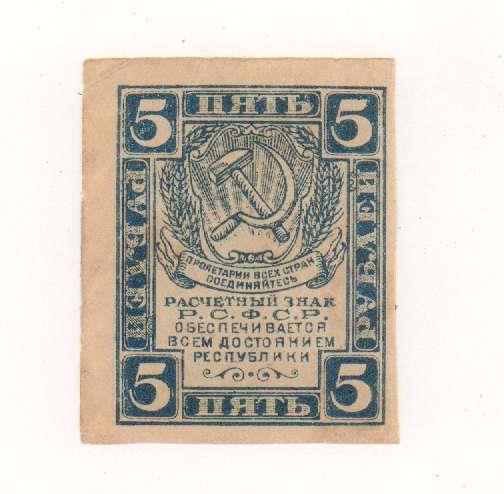 5 ПЯТЬ 5
РУБЛЕЙ
РУБЛЕЙ
ПРОЛЕТАРИИ ВСЕХ СТРАН
СОЕДИНЯЙТЕСЬ
РАСЧЕТНЫЙ ЗНАК
Р.С.Ф.С.Р.
ОБЕСПЕЧИВАЕТСЯ
ВСЕМ ДОСТОЯНИЕМ
РЕСПУБЛИКИ
5 ПЯТЬ 5